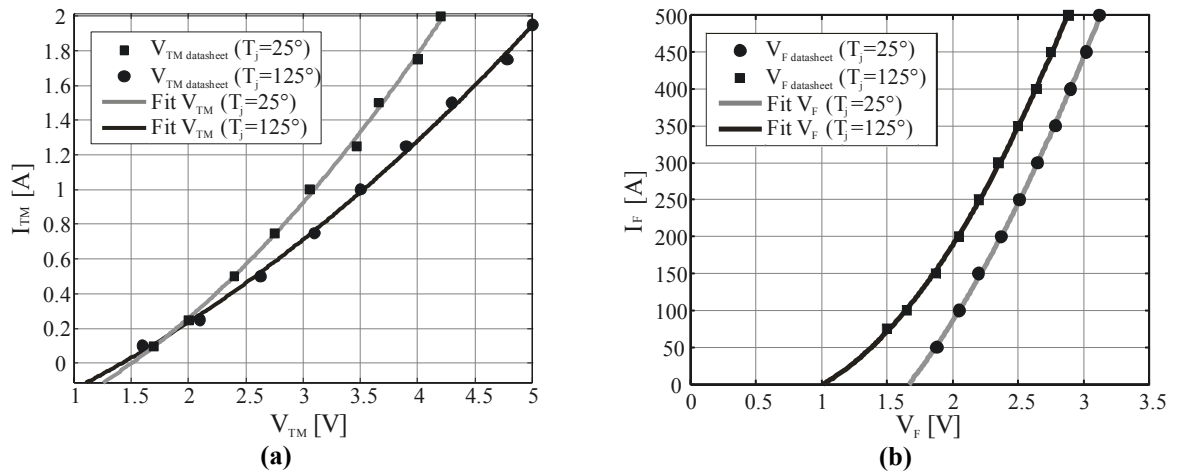 2
1.8
1.6
1.4
1.2
1
0.8
0.6
0.4
0.2
0
I_TM [A]
V_TM datasheet (T_j=25°)
V_TM datasheet (T_j=125°)
Fit V_TM (T_j=25°)
Fit V_TM (T_j=125°)
1 1.5 2 2.5 3 3.5 4 4.5 5
V_TM [V]
(a)
500
450
400
350
300
250
200
150
100
50
0
I_F [A]
V_F datasheet (T_j=25°)
V_F datasheet (T_j=125°)
Fit V_F (T_j=25°)
Fit V_F (T_j=125°)
0 0.5 1 1.5 2 2.5 3 3.5
V_F [V]
(b)